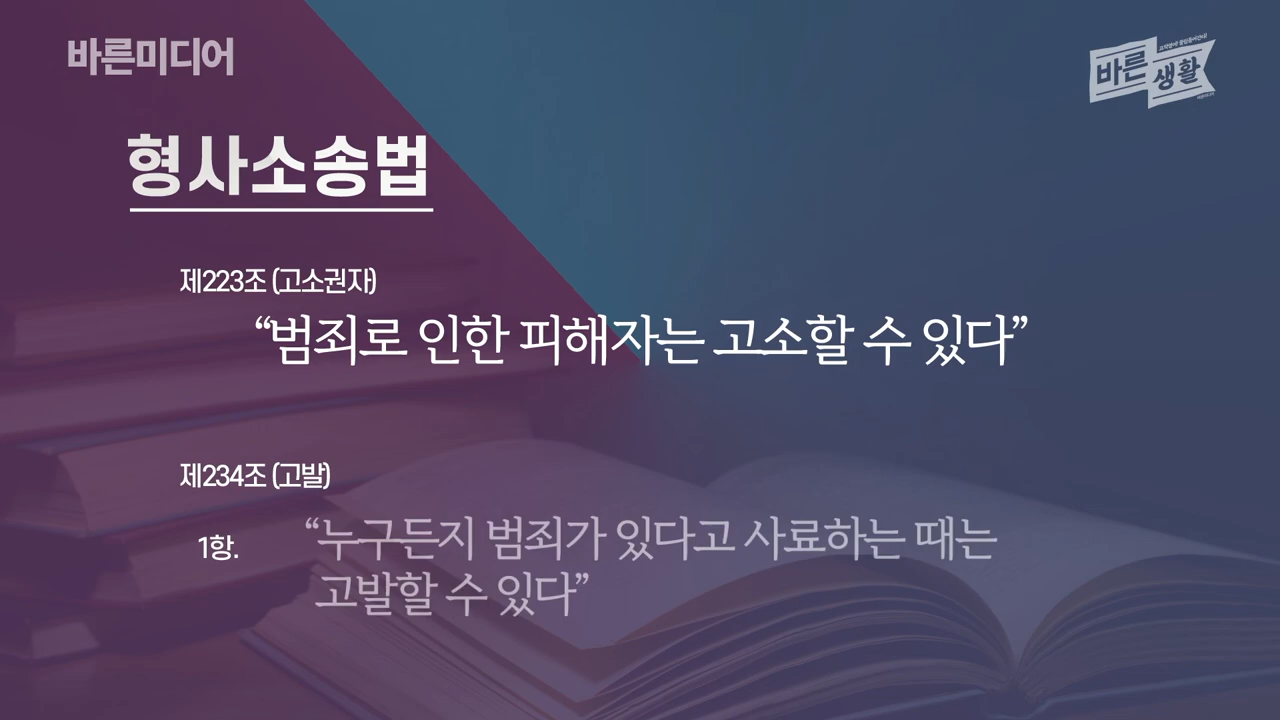 바른미디어
바른
생활
형사소송법
제223조 (고소권자)
“범죄로 인한 피해자는 고소할 수 있다”
제234조 (고발)
1항.
“누구든지 범죄가 있다고 사료하는 때는
고발할 수 있다”